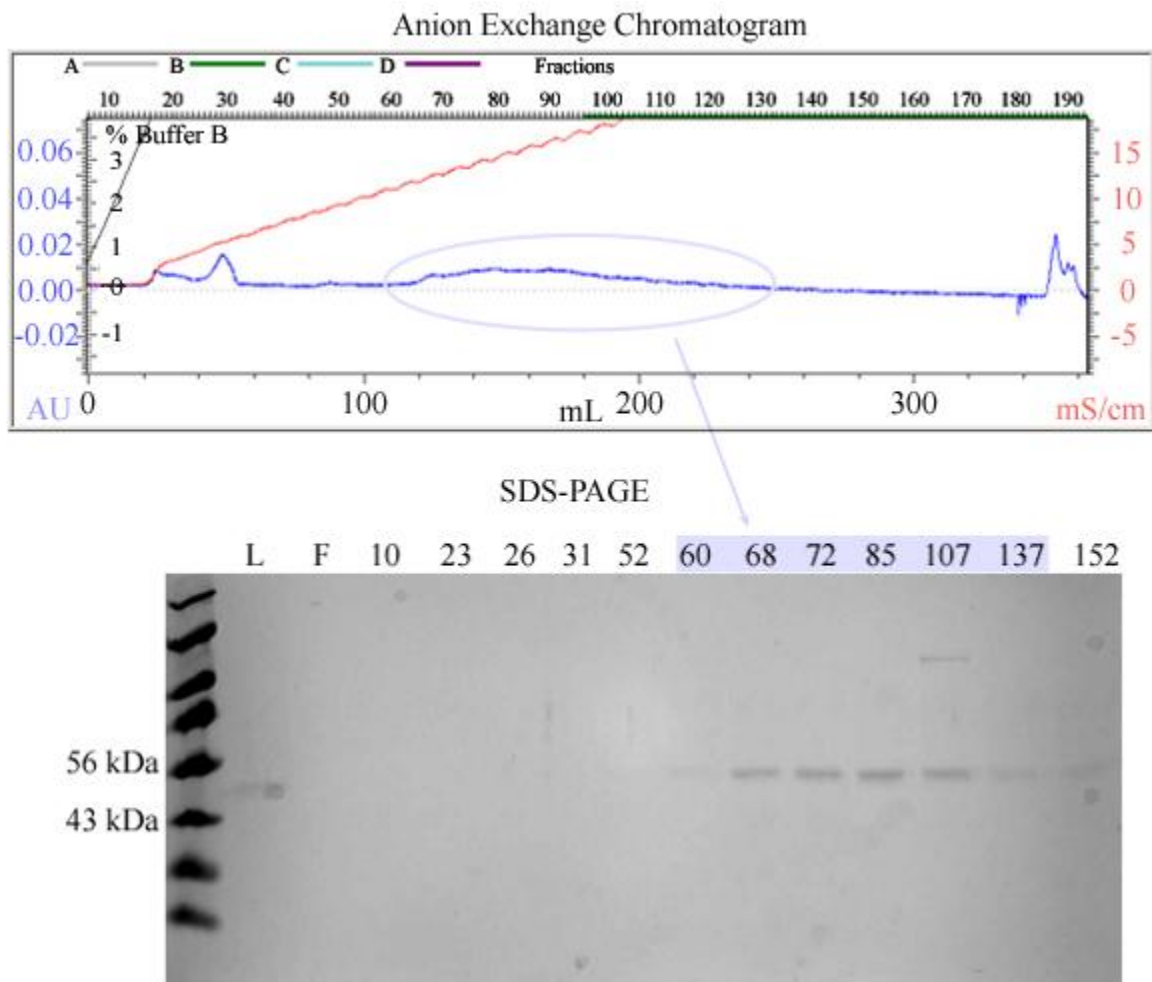 Anion Exchange Chromatogram
A B C D Fractions
10 20 30 40 50 60 70 80 90 100 110 120 130 140 150 160 170 180 190
% Buffer B
0.06 3 15
0.04 2 10
0.02 1 5
0.00 0 0
-0.02 -1 -5
AU 0 100 mL 200 300 mS/cm
SDS-PAGE
L F 10 23 26 31 52 60 68 72 85 107 137 152
56 kDa
43 kDa